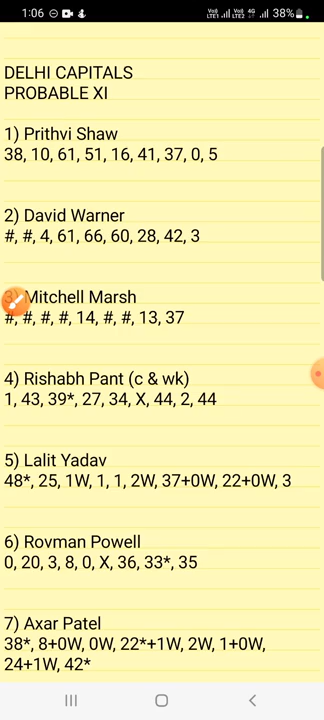 1:06 38%
DELHI CAPITALS
PROBABLE XI
1) Prithvi Shaw
38, 10, 61, 51, 16, 41, 37, 0, 5
2) David Warner
#, #, 4, 61, 66, 60, 28, 42, 3
3) Mitchell Marsh
#, #, #, #, 14, #, #, 13, 37
4) Rishabh Pant (c & wk)
1, 43, 39*, 27, 34, X, 44, 2, 44
5) Lalit Yadav
48*, 25, 1W, 1, 1, 2W, 37+0W, 22+0W, 3
6) Rovman Powell
0, 20, 3, 8, 0, X, 36, 33*, 35
7) Axar Patel
38*, 8+0W, 0W, 22*+1W, 2W, 1+0W,
24+1W, 42*